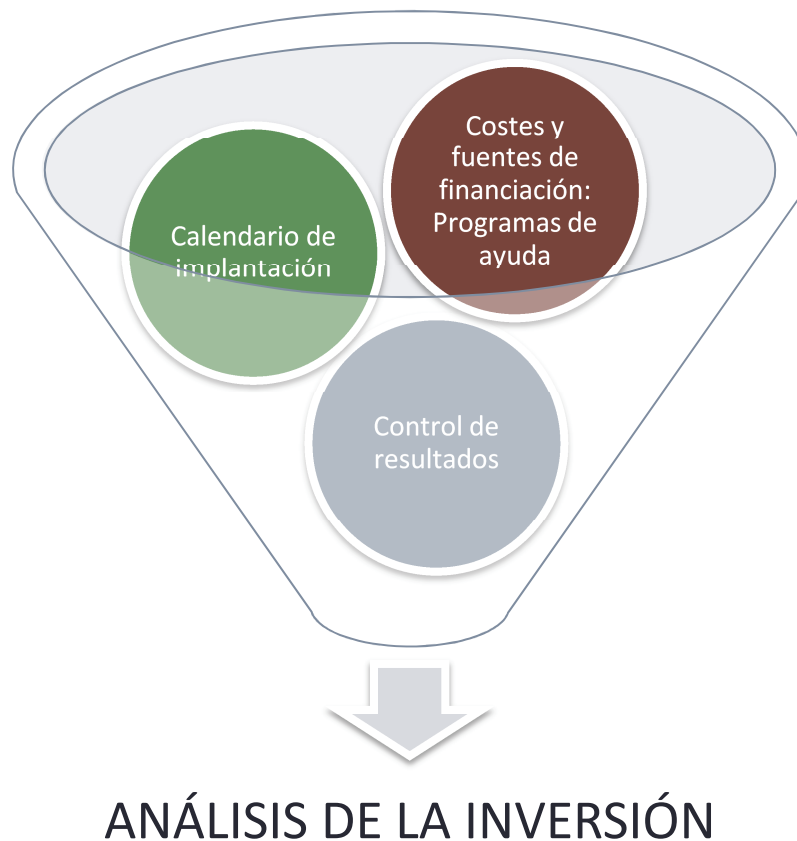 Costes y
fuentes de
financiación:
Programas de
ayuda
Calendario de
implantación
Control de
resultados
ANÁLISIS DE LA INVERSIÓN